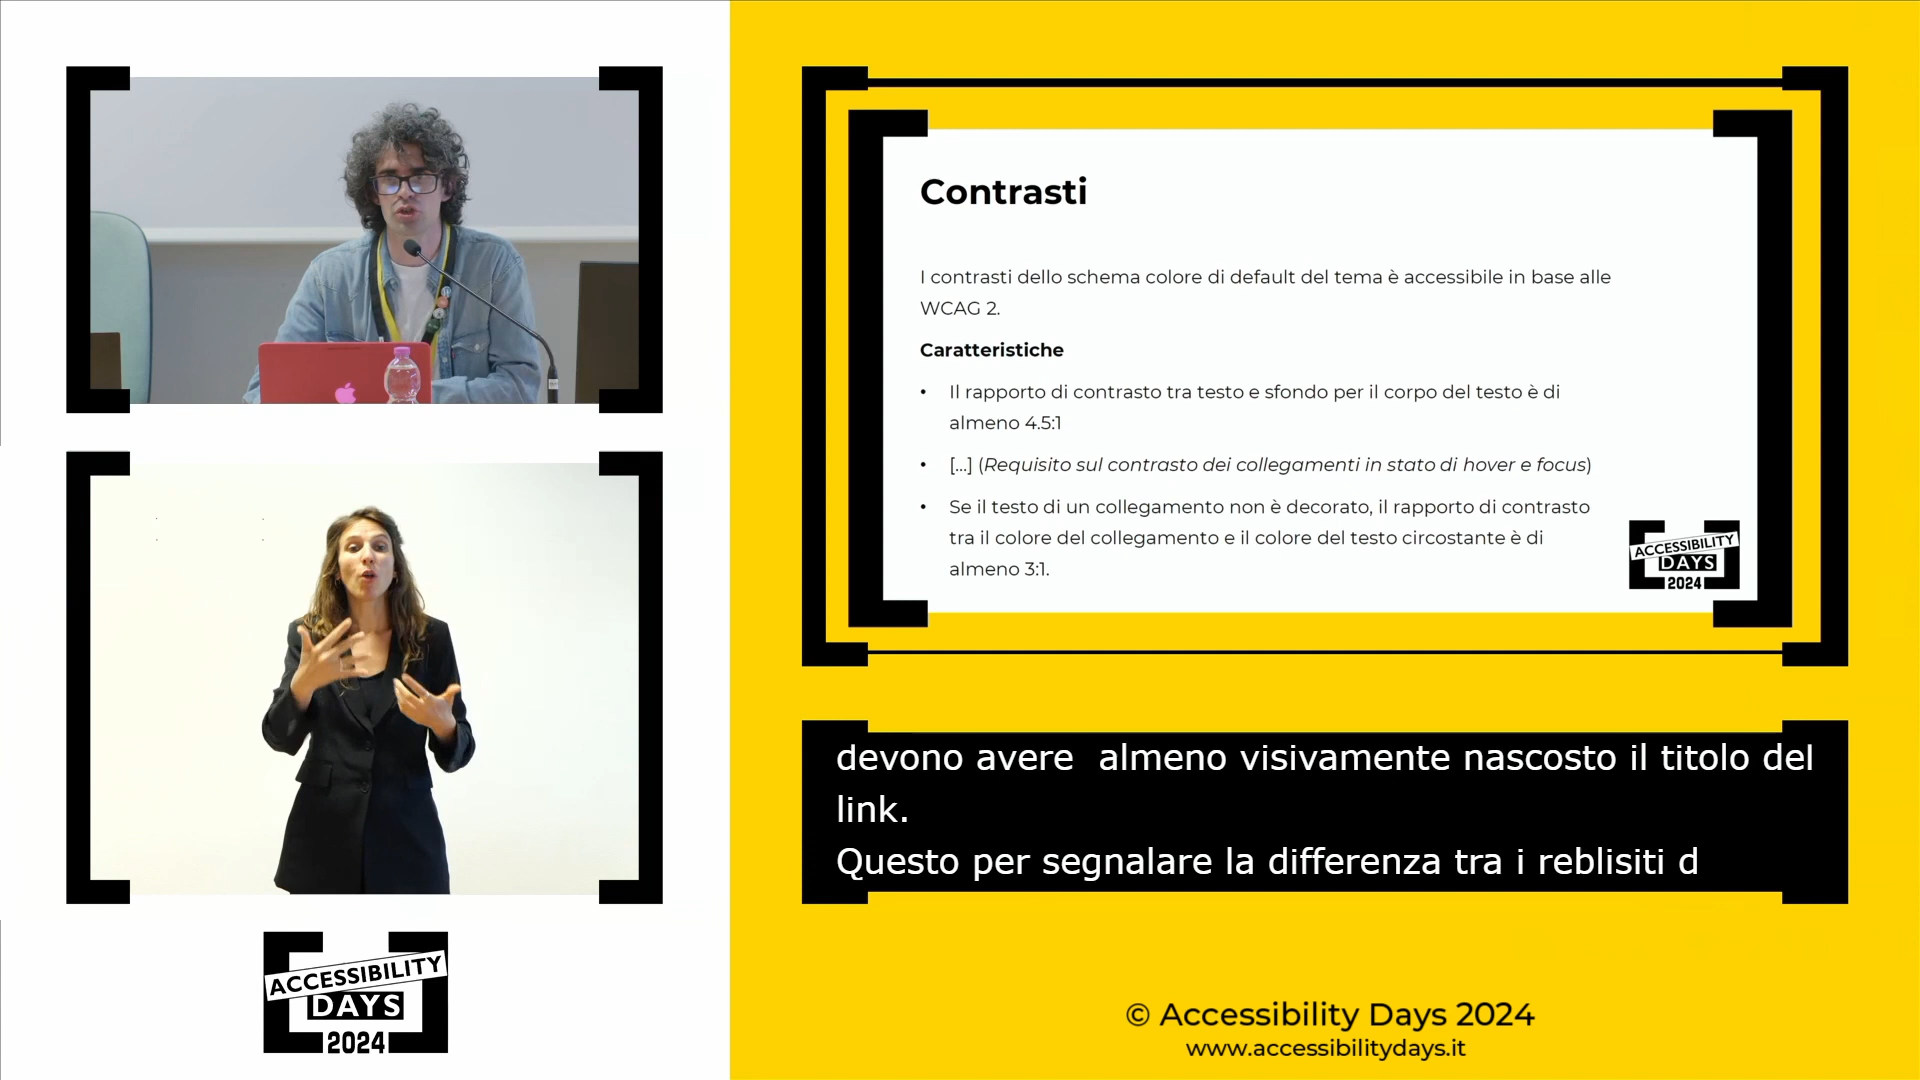 Contrasti
I contrasti dello schema colore di default del tema è accessibile in base alle
WCAG 2.
Caratteristiche
• Il rapporto di contrasto tra testo e sfondo per il corpo del testo è di
almeno 4.5:1
• [...] (Requisito sul contrasto dei collegamenti in stato di hover e focus)
• Se il testo di un collegamento non è decorato, il rapporto di contrasto
tra il colore del collegamento e il colore del testo circostante è di
almeno 3:1.
ACCESSIBILITY
DAYS
2024
devono avere  almeno visivamente nascosto il titolo del
link.
Questo per segnalare la differenza tra i reblisiti d
ACCESSIBILITY
DAYS
2024
© Accessibility Days 2024
www.accessibilitydays.it